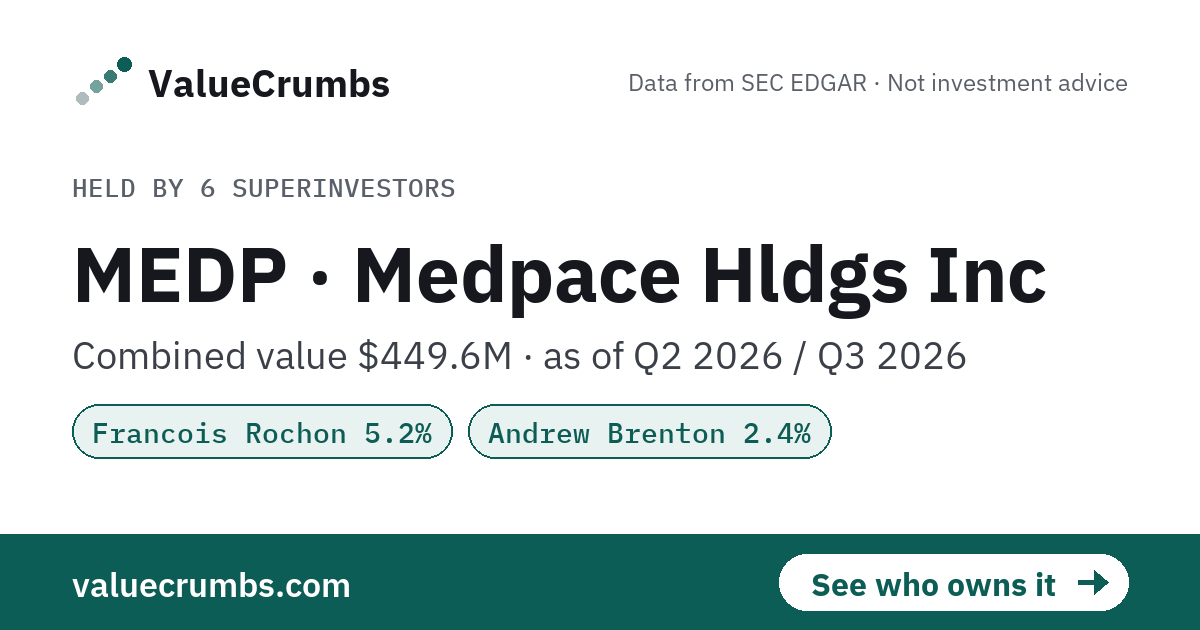 ValueCrumbs
Data from SEC EDGAR · Not investment advice
HELD BY 6 SUPERINVESTORS
MEDP · Medpace Hldgs Inc
Combined value $449.6M · as of Q2 2026 / Q3 2026
Francois Rochon 5.2%
Andrew Brenton 2.4%
valuecrumbs.com
See who owns it →